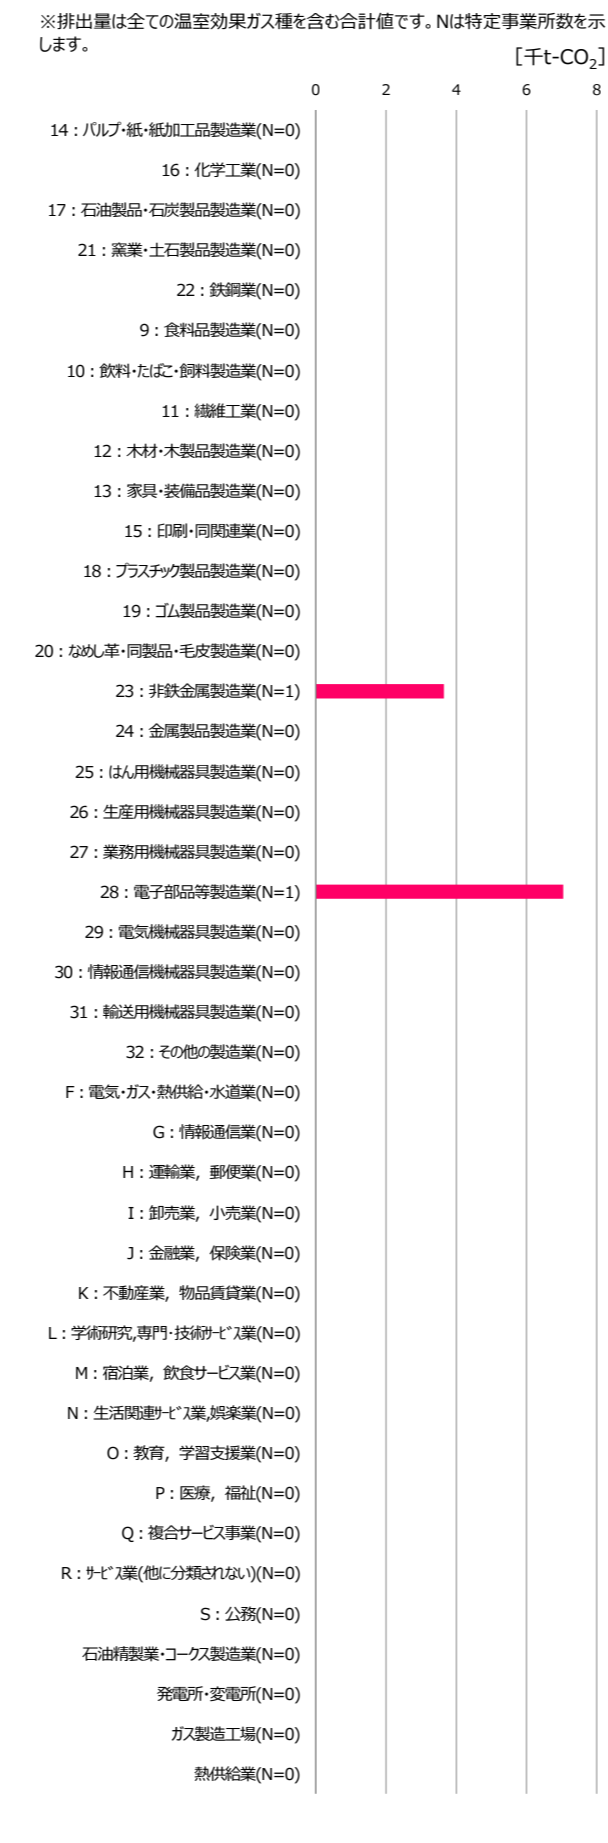 ※排出量は全ての温室効果ガス種を含む合計値です。Nは特定事業所数を示
します。
[千t-CO₂]
0 2 4 6 8
14：パルプ・紙・紙加工品製造業(N=0)
16：化学工業(N=0)
17：石油製品・石炭製品製造業(N=0)
21：窯業・土石製品製造業(N=0)
22：鉄鋼業(N=0)
9：食料品製造業(N=0)
10：飲料・たばこ・飼料製造業(N=0)
11：繊維工業(N=0)
12：木材・木製品製造業(N=0)
13：家具・装備品製造業(N=0)
15：印刷・同関連業(N=0)
18：プラスチック製品製造業(N=0)
19：ゴム製品製造業(N=0)
20：なめし革・同製品・毛皮製造業(N=0)
23：非鉄金属製造業(N=1)
24：金属製品製造業(N=0)
25：はん用機械器具製造業(N=0)
26：生産用機械器具製造業(N=0)
27：業務用機械器具製造業(N=0)
28：電子部品等製造業(N=1)
29：電気機械器具製造業(N=0)
30：情報通信機械器具製造業(N=0)
31：輸送用機械器具製造業(N=0)
32：その他の製造業(N=0)
F：電気・ガス・熱供給・水道業(N=0)
G：情報通信業(N=0)
H：運輸業，郵便業(N=0)
I：卸売業，小売業(N=0)
J：金融業，保険業(N=0)
K：不動産業，物品賃貸業(N=0)
L：学術研究,専門・技術ｻｰﾋﾞｽ業(N=0)
M：宿泊業，飲食サービス業(N=0)
N：生活関連ｻｰﾋﾞｽ業,娯楽業(N=0)
O：教育，学習支援業(N=0)
P：医療，福祉(N=0)
Q：複合サービス事業(N=0)
R：ｻｰﾋﾞｽ業(他に分類されない)(N=0)
S：公務(N=0)
石油精製業・コークス製造業(N=0)
発電所・変電所(N=0)
ガス製造工場(N=0)
熱供給業(N=0)